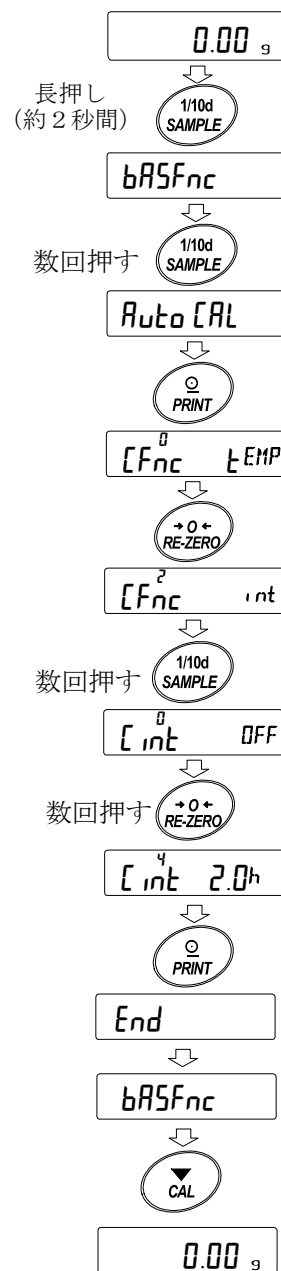 0.00 g
長押し
(約２秒間)
1/10d
SAMPLE
bASFnc
数回押す
1/10d
SAMPLE
Auto CAL
PRINT
0
CFnc tEMP
→0←
RE-ZERO
2
CFnc int
数回押す
1/10d
SAMPLE
0
C int OFF
数回押す
→0←
RE-ZERO
4
C int 2.0h
PRINT
End
bASFnc
CAL
0.00 g